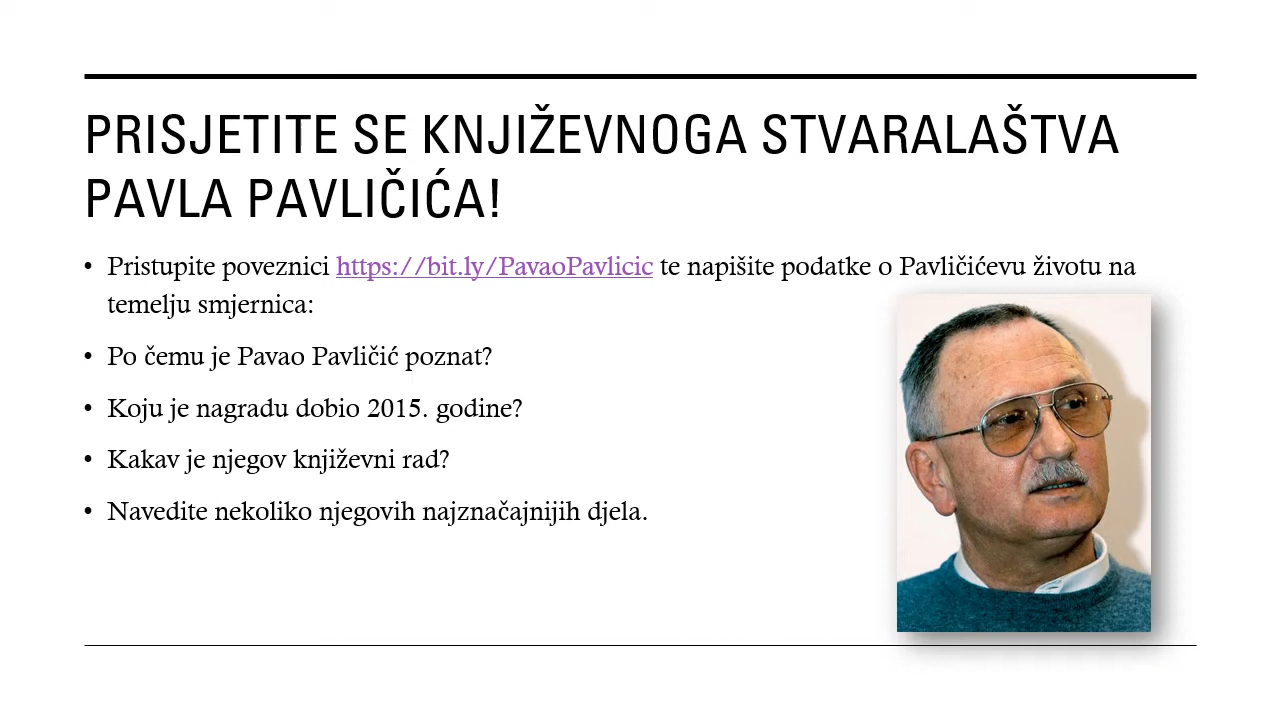 PRISJETITE SE KNJIŽEVNOGA STVARALAŠTVA
PAVLA PAVLIČIĆA!
• Pristupite poveznici https://bit.ly/PavaoPavlicic te napišite podatke o Pavličićevu životu na
temelju smjernica:
• Po čemu je Pavao Pavličić poznat?
• Koju je nagradu dobio 2015. godine?
• Kakav je njegov književni rad?
• Navedite nekoliko njegovih najznačajnijih djela.